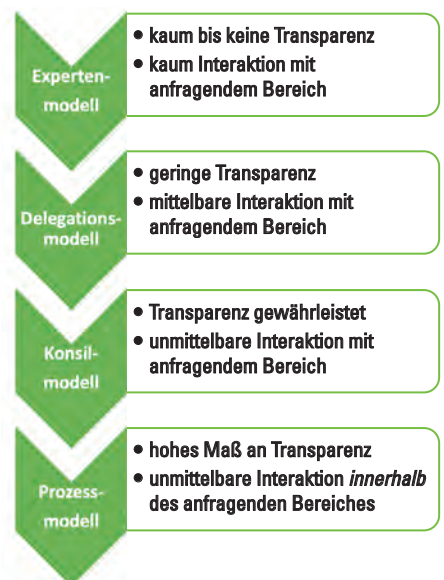 Experten-
modell
• kaum bis keine Transparenz
• kaum Interaktion mit
anfragendem Bereich
Delegations-
modell
• geringe Transparenz
• mittelbare Interaktion mit
anfragendem Bereich
Konsil-
modell
• Transparenz gewährleistet
• unmittelbare Interaktion mit
anfragendem Bereich
Prozess-
modell
• hohes Maß an Transparenz
• unmittelbare Interaktion innerhalb
des anfragenden Bereiches